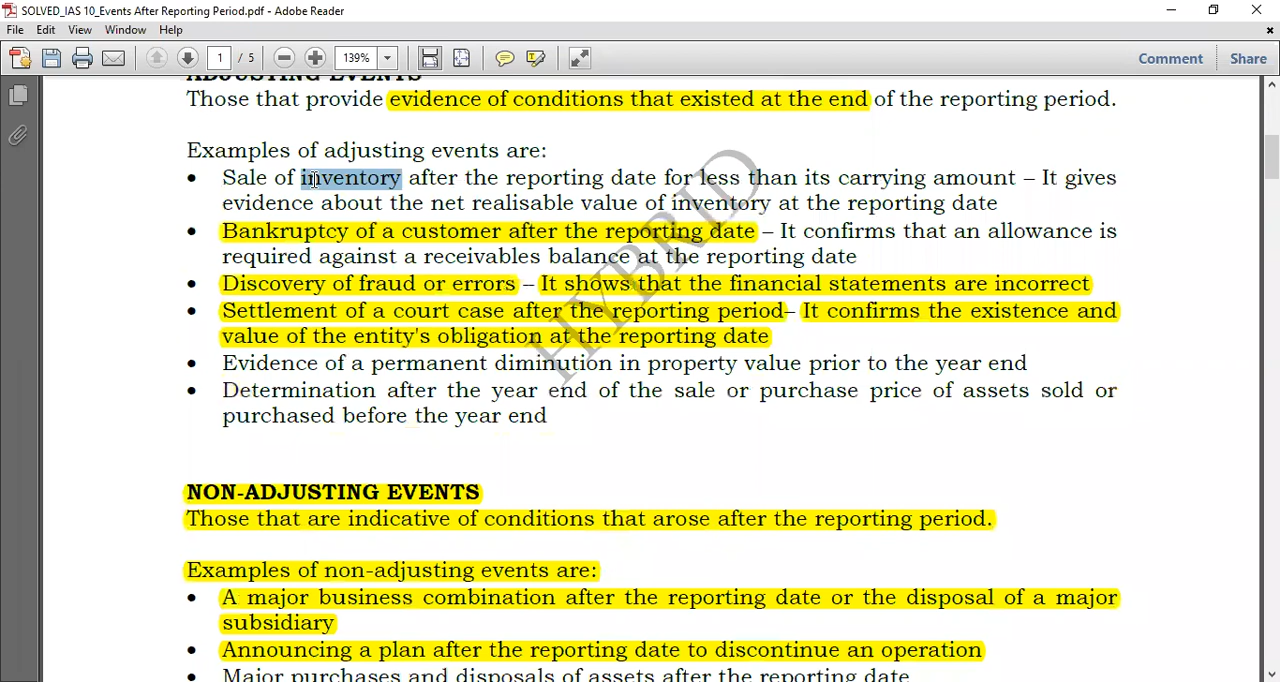 SOLVED_IAS 10_Events After Reporting Period.pdf - Adobe Reader
File Edit View Window Help
1 / 5 139% Comment Share
ADJUSTING EVENTS
Those that provide evidence of conditions that existed at the end of the reporting period.
Examples of adjusting events are:
• Sale of inventory after the reporting date for less than its carrying amount – It gives
evidence about the net realisable value of inventory at the reporting date
• Bankruptcy of a customer after the reporting date – It confirms that an allowance is
required against a receivables balance at the reporting date
• Discovery of fraud or errors – It shows that the financial statements are incorrect
• Settlement of a court case after the reporting period– It confirms the existence and
value of the entity's obligation at the reporting date
• Evidence of a permanent diminution in property value prior to the year end
• Determination after the year end of the sale or purchase price of assets sold or
purchased before the year end
HYBRID
NON-ADJUSTING EVENTS
Those that are indicative of conditions that arose after the reporting period.
Examples of non-adjusting events are:
• A major business combination after the reporting date or the disposal of a major
subsidiary
• Announcing a plan after the reporting date to discontinue an operation
• Major purchases and disposals of assets after the reporting date